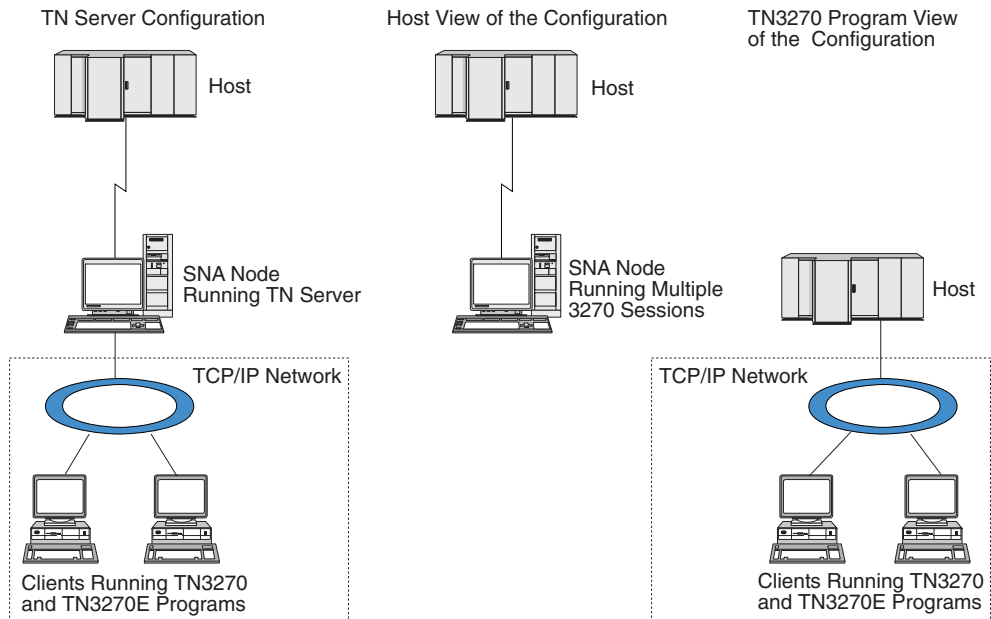 TN Server Configuration
Host
SNA Node
Running TN Server
TCP/IP Network
Clients Running TN3270
and TN3270E Programs
Host View of the Configuration
Host
SNA Node
Running Multiple
3270 Sessions
TN3270 Program View
of the Configuration
Host
TCP/IP Network
Clients Running TN3270
and TN3270E Programs